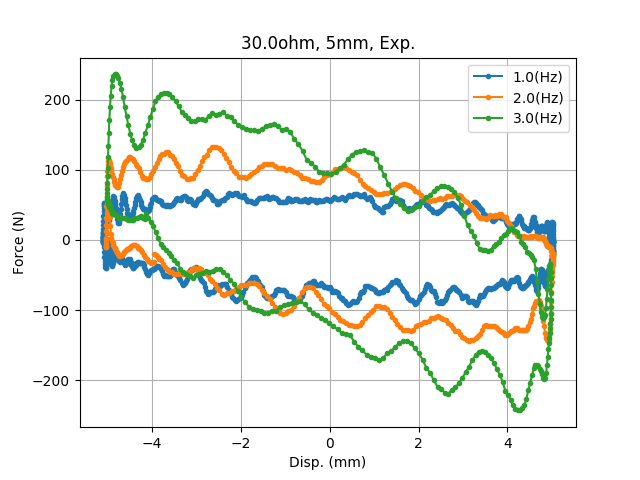 30.0ohm, 5mm, Exp.
1.0(Hz)
2.0(Hz)
3.0(Hz)
Force (N)
200
100
0
−100
−200
−4
−2
0
2
4
Disp. (mm)